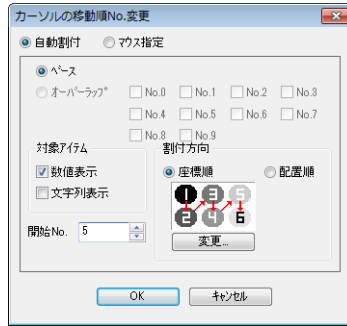 カーソルの移動順No.変更
自動割付 マウス指定
ベース
オーバーラップ No.0 No.1 No.2 No.3
No.4 No.5 No.6 No.7
No.8 No.9
対象アイテム 割付方向
数値表示 座標順 配置順
文字列表示
1 3 5
2 4 6
開始No. 5
変更...
OK キャンセル